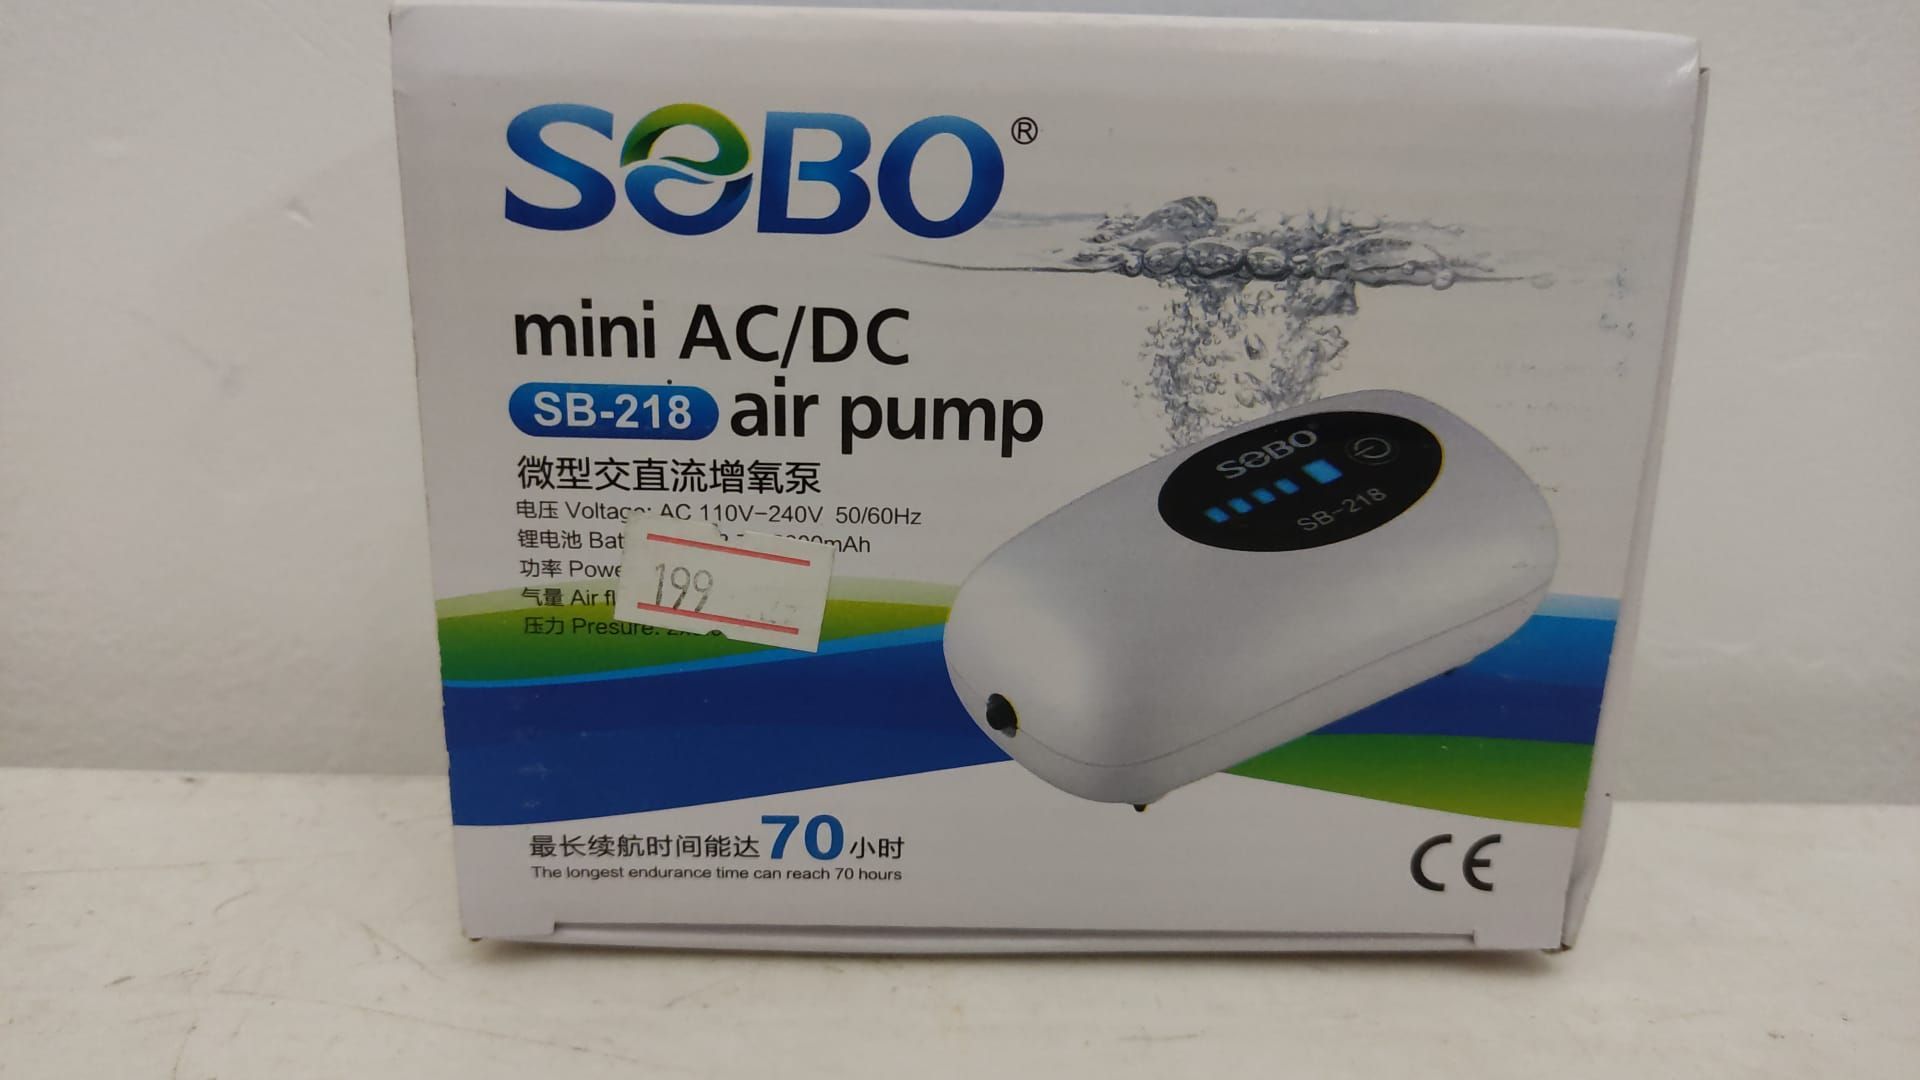 SOBO®
mini AC/DC
SB-218 air pump
微型交直流增氧泵
电压 Voltage: AC 110V-240V 50/60Hz
锂电池 mAh
功率
气量 Air
压力 Presure:
199
SOBO
SB-218
最长续航时间能达70小时
The longest endurance time can reach 70 hours
CE